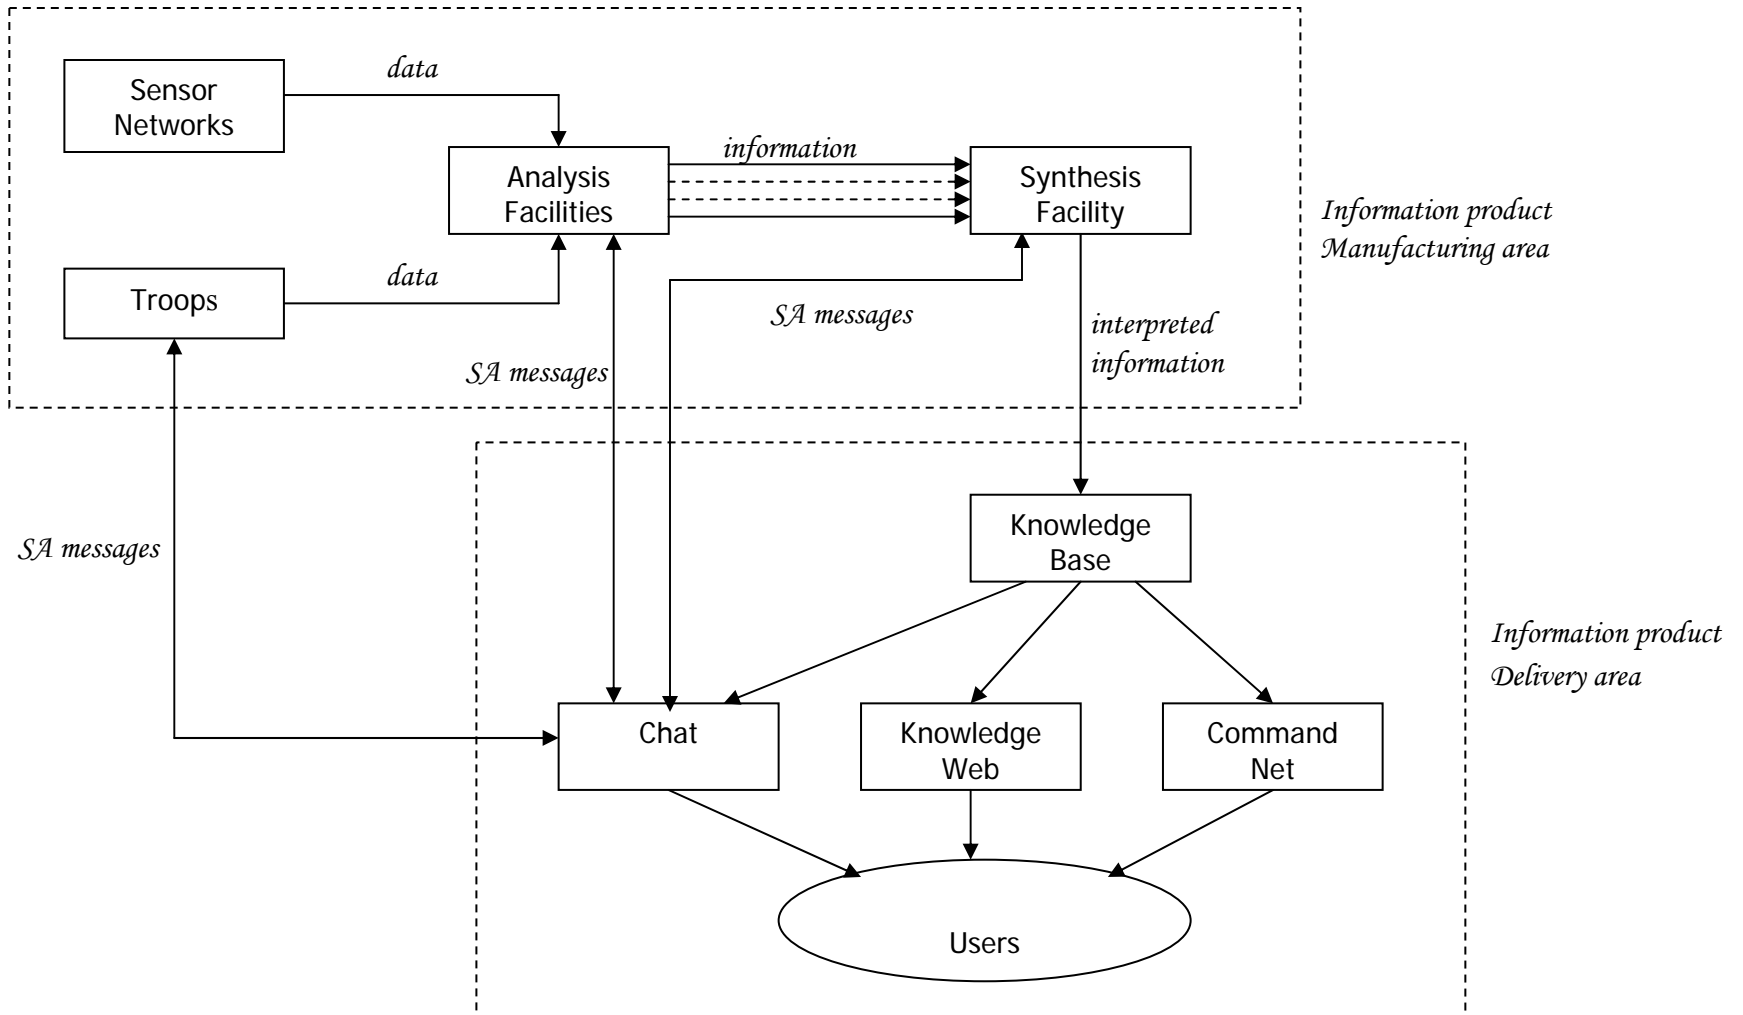 data
Sensor
Networks
information
Analysis
Facilities
Synthesis
Facility
Information product
Manufacturing area
data
Troops
SA messages
interpreted
information
SA messages
SA messages
Knowledge
Base
Information product
Delivery area
Chat
Knowledge
Web
Command
Net
Users